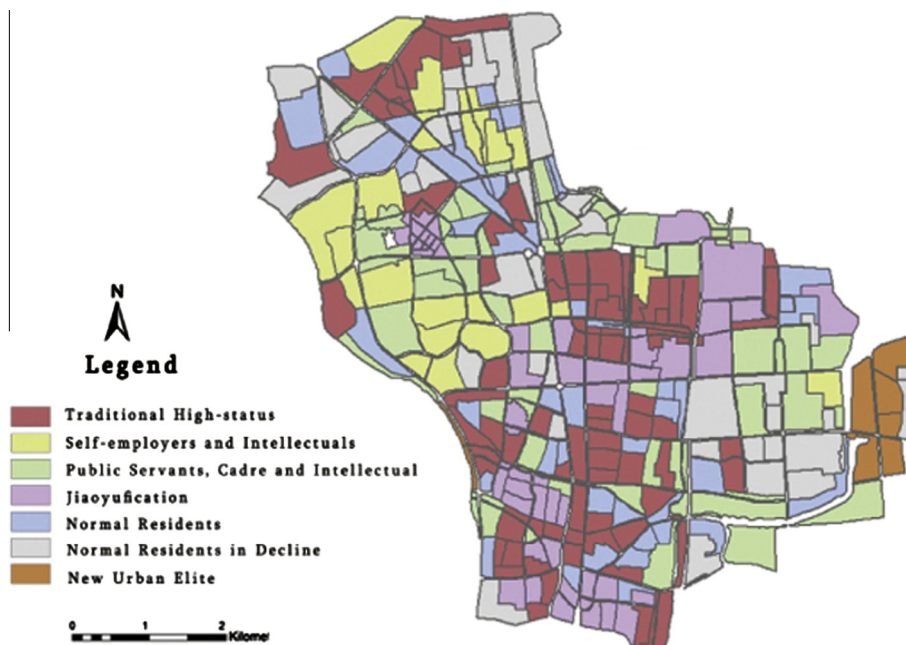 N
Legend
Traditional High-status
Self-employers and Intellectuals
Public Servants, Cadre and Intellectual
Jiaoyufication
Normal Residents
Normal Residents in Decline
New Urban Elite
0 1 2
Kilomet